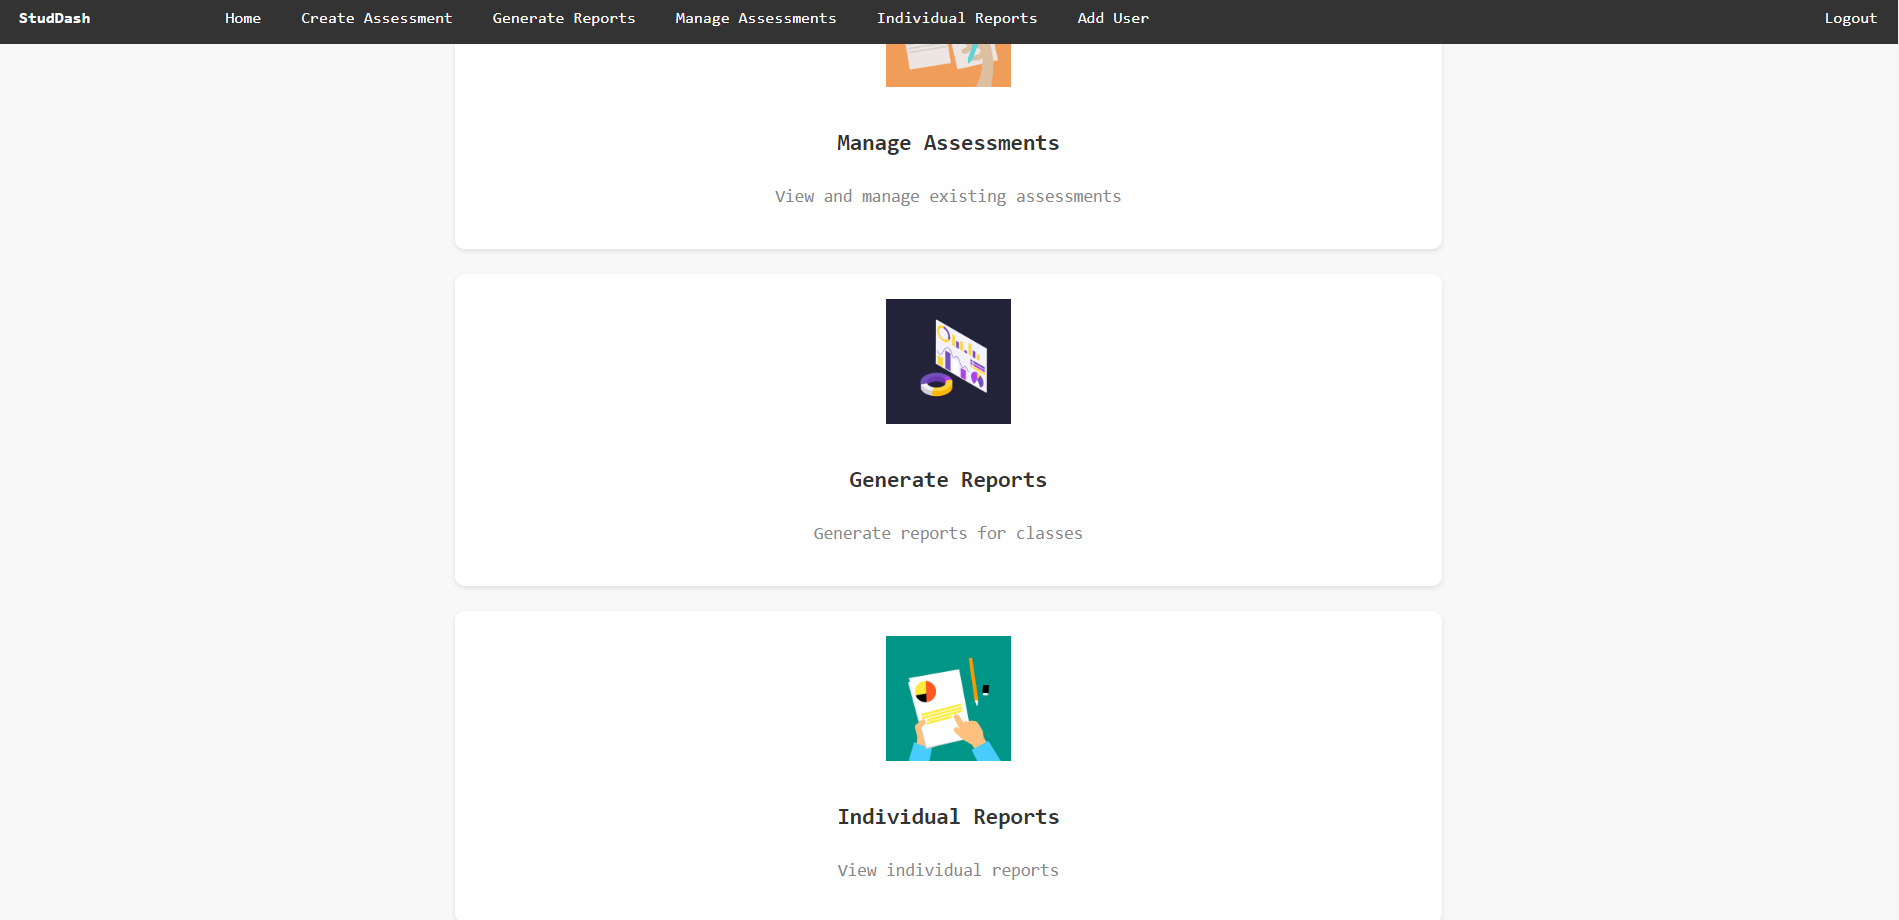 StudDash Home Create Assessment Generate Reports Manage Assessments Individual Reports Add User Logout
Manage Assessments
View and manage existing assessments
Generate Reports
Generate reports for classes
Individual Reports
View individual reports